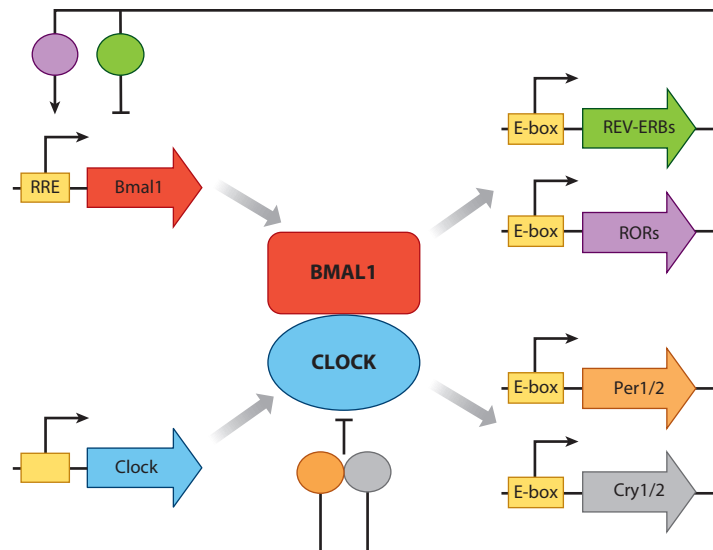 E-box
REV-ERBs
RRE
Bmal1
E-box
RORs
BMAL1
CLOCK
E-box
Per1/2
Clock
E-box
Cry1/2